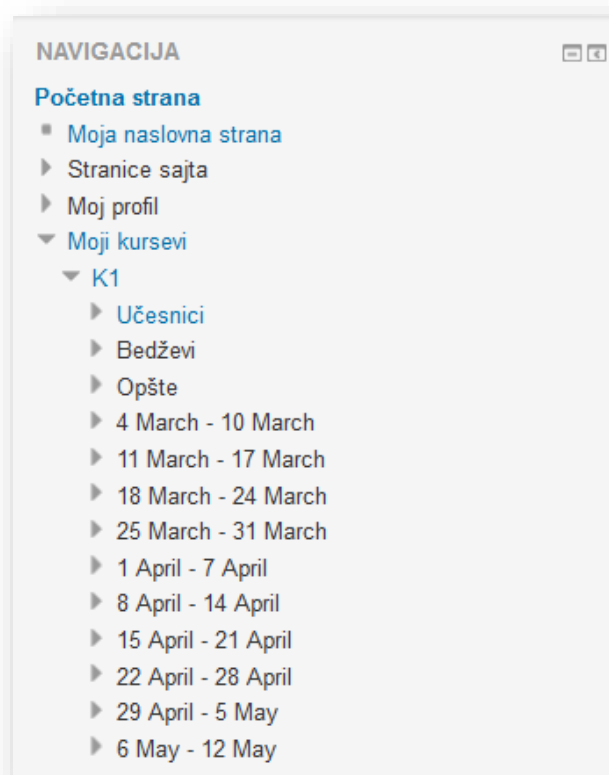 NAVIGACIJA
Početna strana
Moja naslovna strana
Stranice sajta
Moj profil
Moji kursevi
K1
Učesnici
Bedževi
Opšte
4 March - 10 March
11 March - 17 March
18 March - 24 March
25 March - 31 March
1 April - 7 April
8 April - 14 April
15 April - 21 April
22 April - 28 April
29 April - 5 May
6 May - 12 May